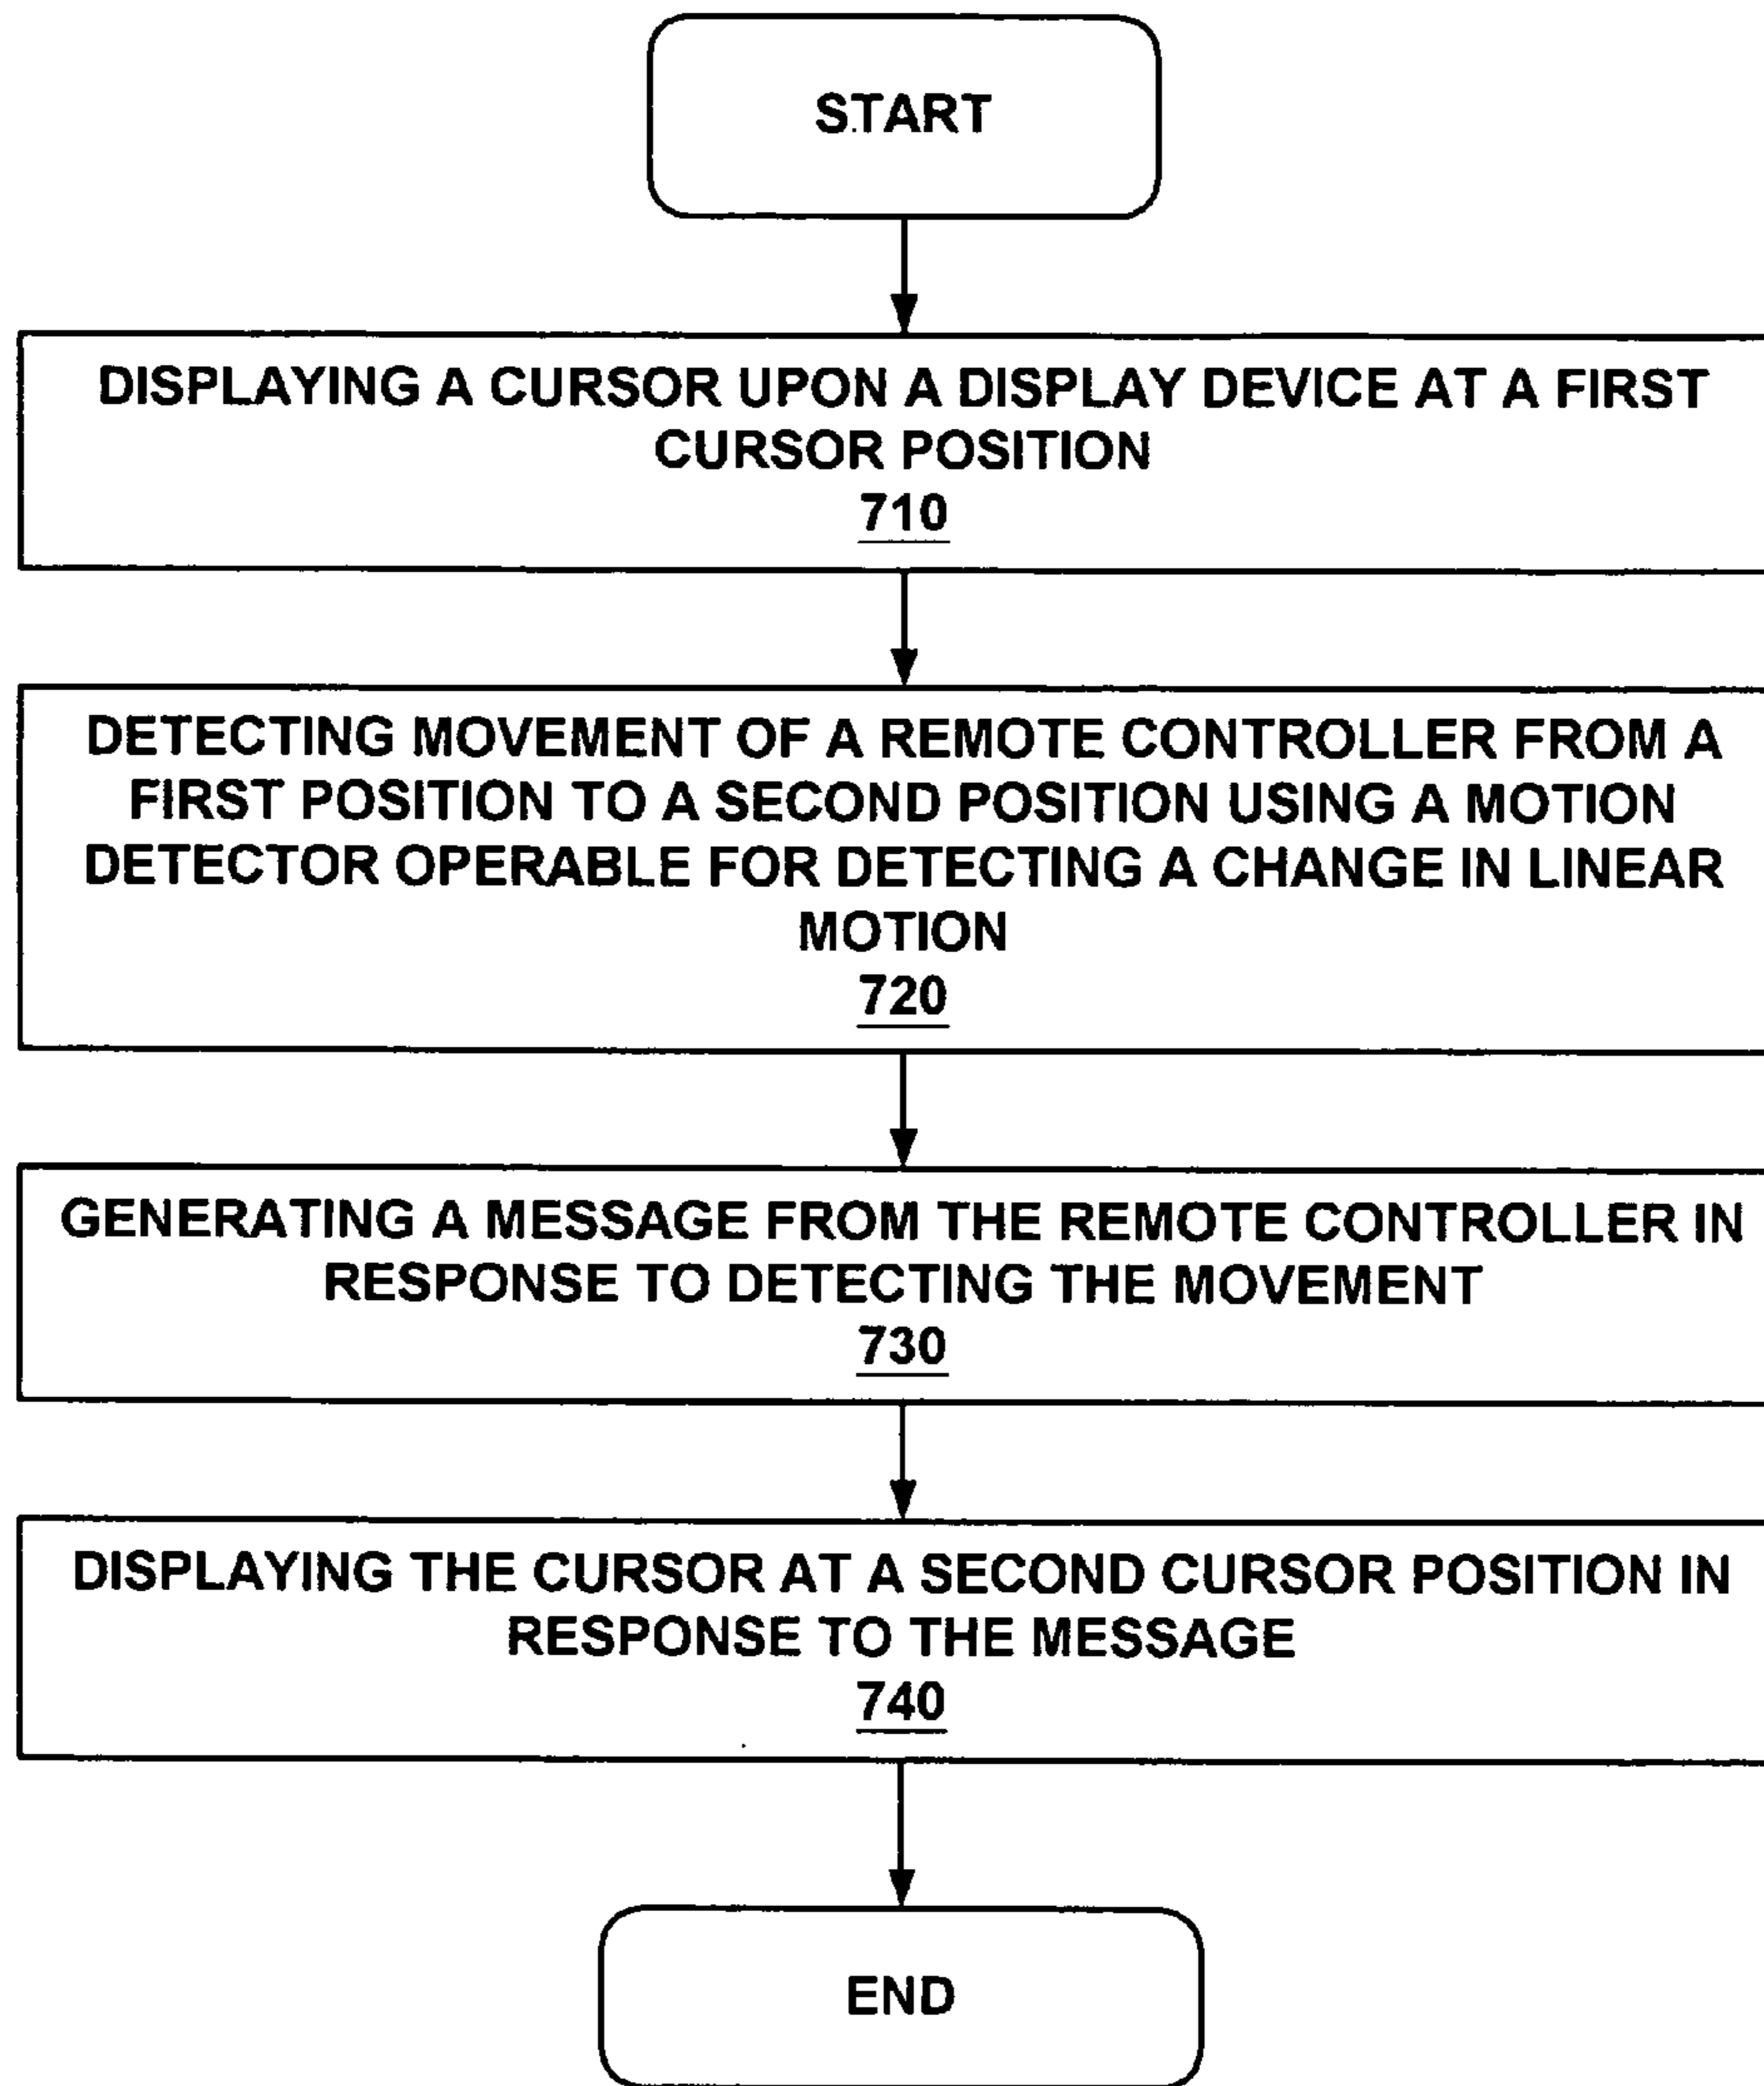 START
DISPLAYING A CURSOR UPON A DISPLAY DEVICE AT A FIRST
CURSOR POSITION
710
DETECTING MOVEMENT OF A REMOTE CONTROLLER FROM A
FIRST POSITION TO A SECOND POSITION USING A MOTION
DETECTOR OPERABLE FOR DETECTING A CHANGE IN LINEAR
MOTION
720
GENERATING A MESSAGE FROM THE REMOTE CONTROLLER IN
RESPONSE TO DETECTING THE MOVEMENT
730
DISPLAYING THE CURSOR AT A SECOND CURSOR POSITION IN
RESPONSE TO THE MESSAGE
740
END